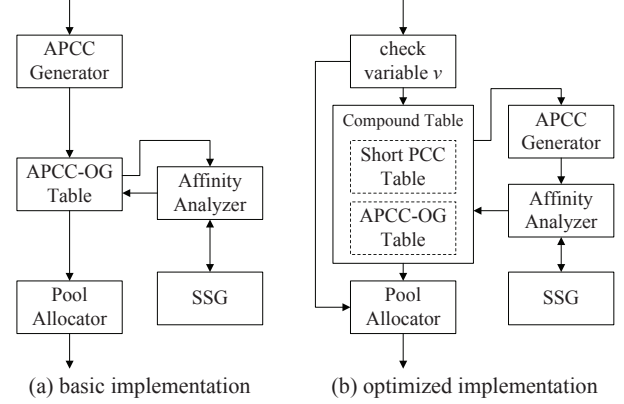 APCC
Generator
APCC-OG
Table
Affinity
Analyzer
Pool
Allocator
SSG
(a) basic implementation
check
variable v
Compound Table
Short PCC
Table
APCC-OG
Table
APCC
Generator
Affinity
Analyzer
Pool
Allocator
SSG
(b) optimized implementation